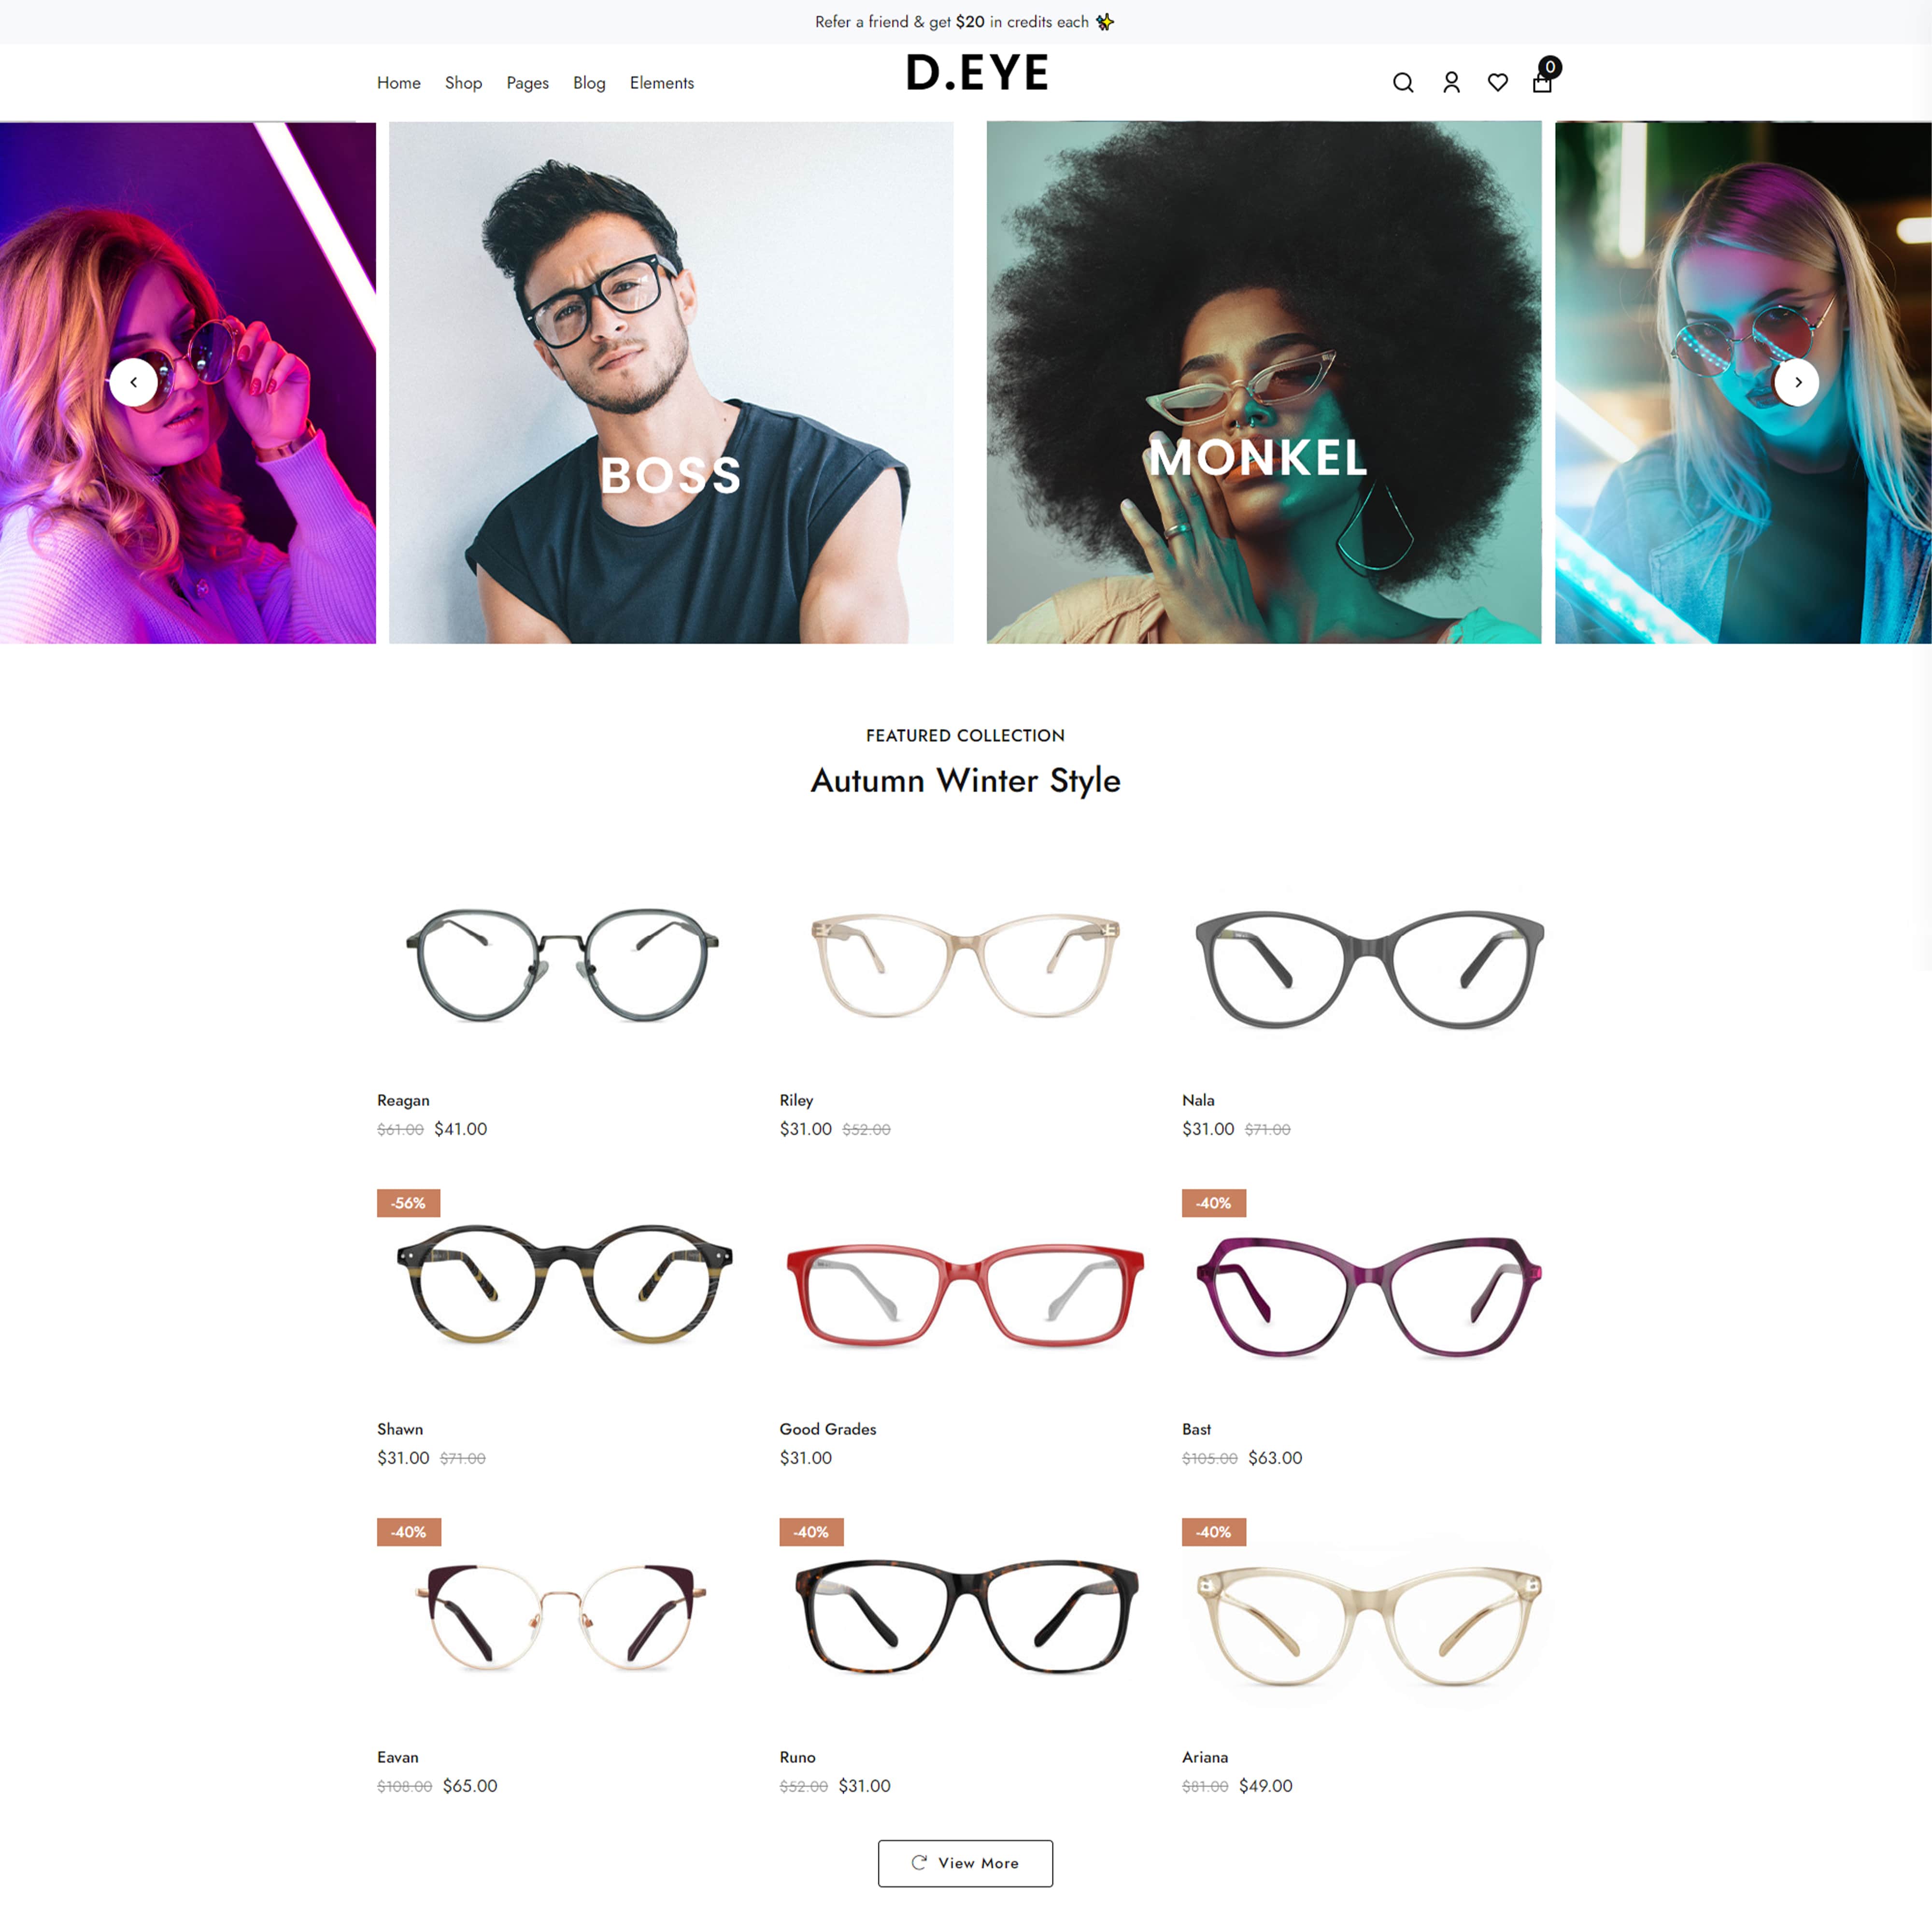 Refer a friend & get $20 in credits each ✨
Home Shop Pages Blog Elements
D.EYE
0
BOSS
MONKEL
FEATURED COLLECTION
Autumn Winter Style
Reagan
$61.00 $41.00
Riley
$31.00 $52.00
Nala
$31.00 $71.00
-56%
Shawn
$31.00 $71.00
Good Grades
$31.00
-40%
Bast
$105.00 $63.00
-40%
Eavan
$108.00 $65.00
-40%
Runo
$52.00 $31.00
-40%
Ariana
$81.00 $49.00
View More